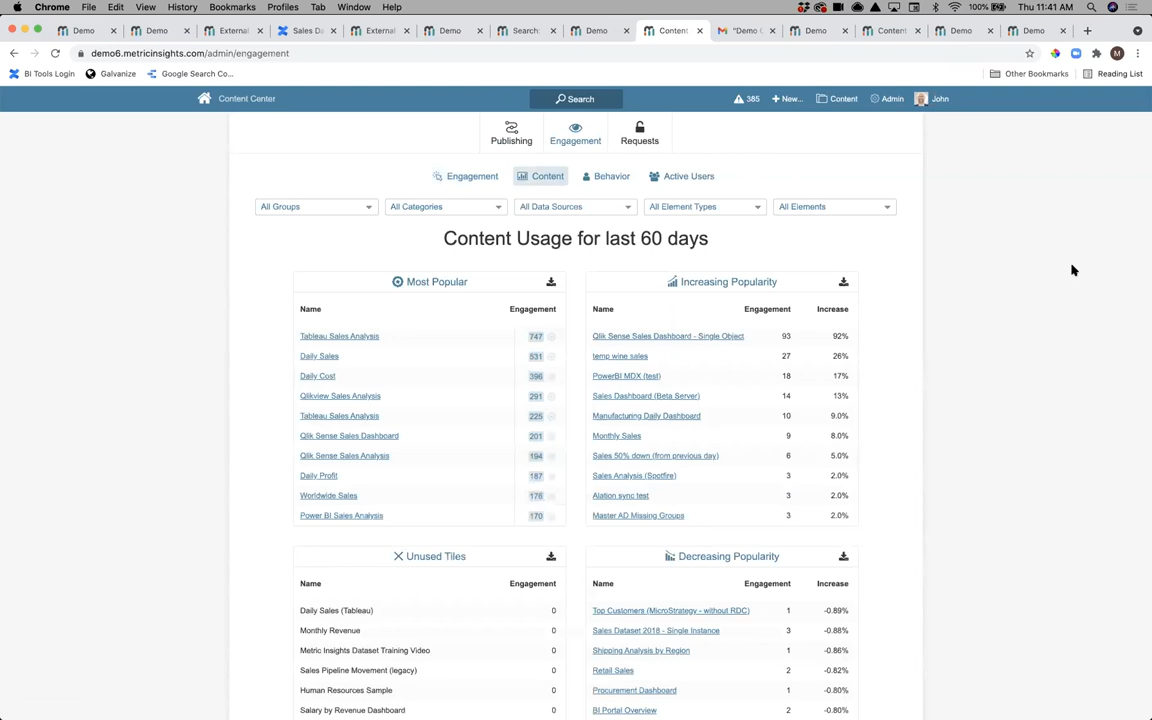 Chrome File Edit View History Bookmarks Profiles Tab Window Help 100% Thu 11:41 AM
Demo Demo External Sales Da External Demo Search: Demo Content "Demo Demo Content Demo Demo
demo6.metricinsights.com/admin/engagement M
BI Tools Login Galvanize Google Search Co... Other Bookmarks Reading List
Content Center Search 385 + New... Content Admin John
Publishing Engagement Requests
Engagement Content Behavior Active Users
All Groups All Categories All Data Sources All Element Types All Elements
Content Usage for last 60 days
Most Popular
Name Engagement
Tableau Sales Analysis 747
Daily Sales 531
Daily Cost 396
Qlikview Sales Analysis 291
Tableau Sales Analysis 225
Qlik Sense Sales Dashboard 201
Qlik Sense Sales Analysis 194
Daily Profit 187
Worldwide Sales 176
Power BI Sales Analysis 170
Increasing Popularity
Name Engagement Increase
Qlik Sense Sales Dashboard - Single Object 93 92%
temp wine sales 27 26%
PowerBI MDX (test) 18 17%
Sales Dashboard (Beta Server) 14 13%
Manufacturing Daily Dashboard 10 9.0%
Monthly Sales 9 8.0%
Sales 50% down (from previous day) 6 5.0%
Sales Analysis (Spotfire) 3 2.0%
Alation sync test 3 2.0%
Master AD Missing Groups 3 2.0%
Unused Tiles
Name Engagement
Daily Sales (Tableau) 0
Monthly Revenue 0
Metric Insights Dataset Training Video 0
Sales Pipeline Movement (legacy) 0
Human Resources Sample 0
Salary by Revenue Dashboard 0
Decreasing Popularity
Name Engagement Increase
Top Customers (MicroStrategy - without RDC) 1 -0.89%
Sales Dataset 2018 - Single Instance 3 -0.88%
Shipping Analysis by Region 1 -0.86%
Retail Sales 2 -0.82%
Procurement Dashboard 1 -0.80%
BI Portal Overview 2 -0.80%